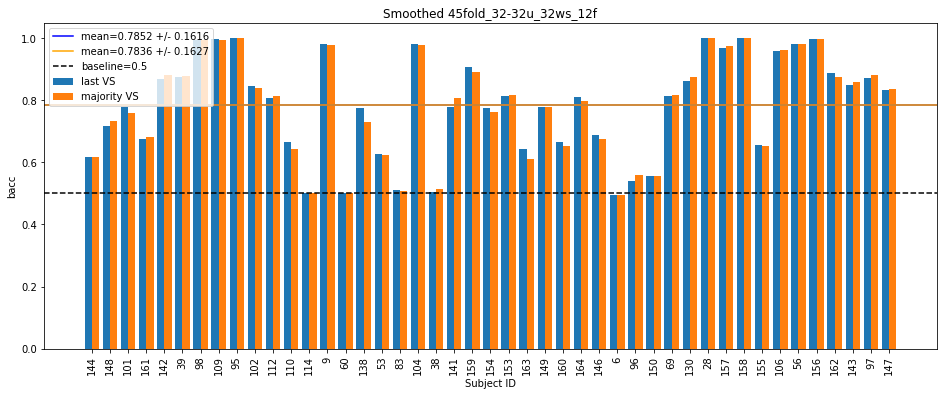 Smoothed 45fold_32-32u_32ws_12f
mean=0.7852 +/- 0.1616
mean=0.7836 +/- 0.1627
baseline=0.5
last VS
majority VS
1.0
0.8
0.6
0.4
0.2
0.0
bacc
144 148 101 161 142 39 98 109 95 102 112 110 114 9 60 138 53 83 104 38 141 159 154 153 163 149 160 164 146 6 96 150 69 130 28 157 158 155 106 56 156 162 143 97 147
Subject ID